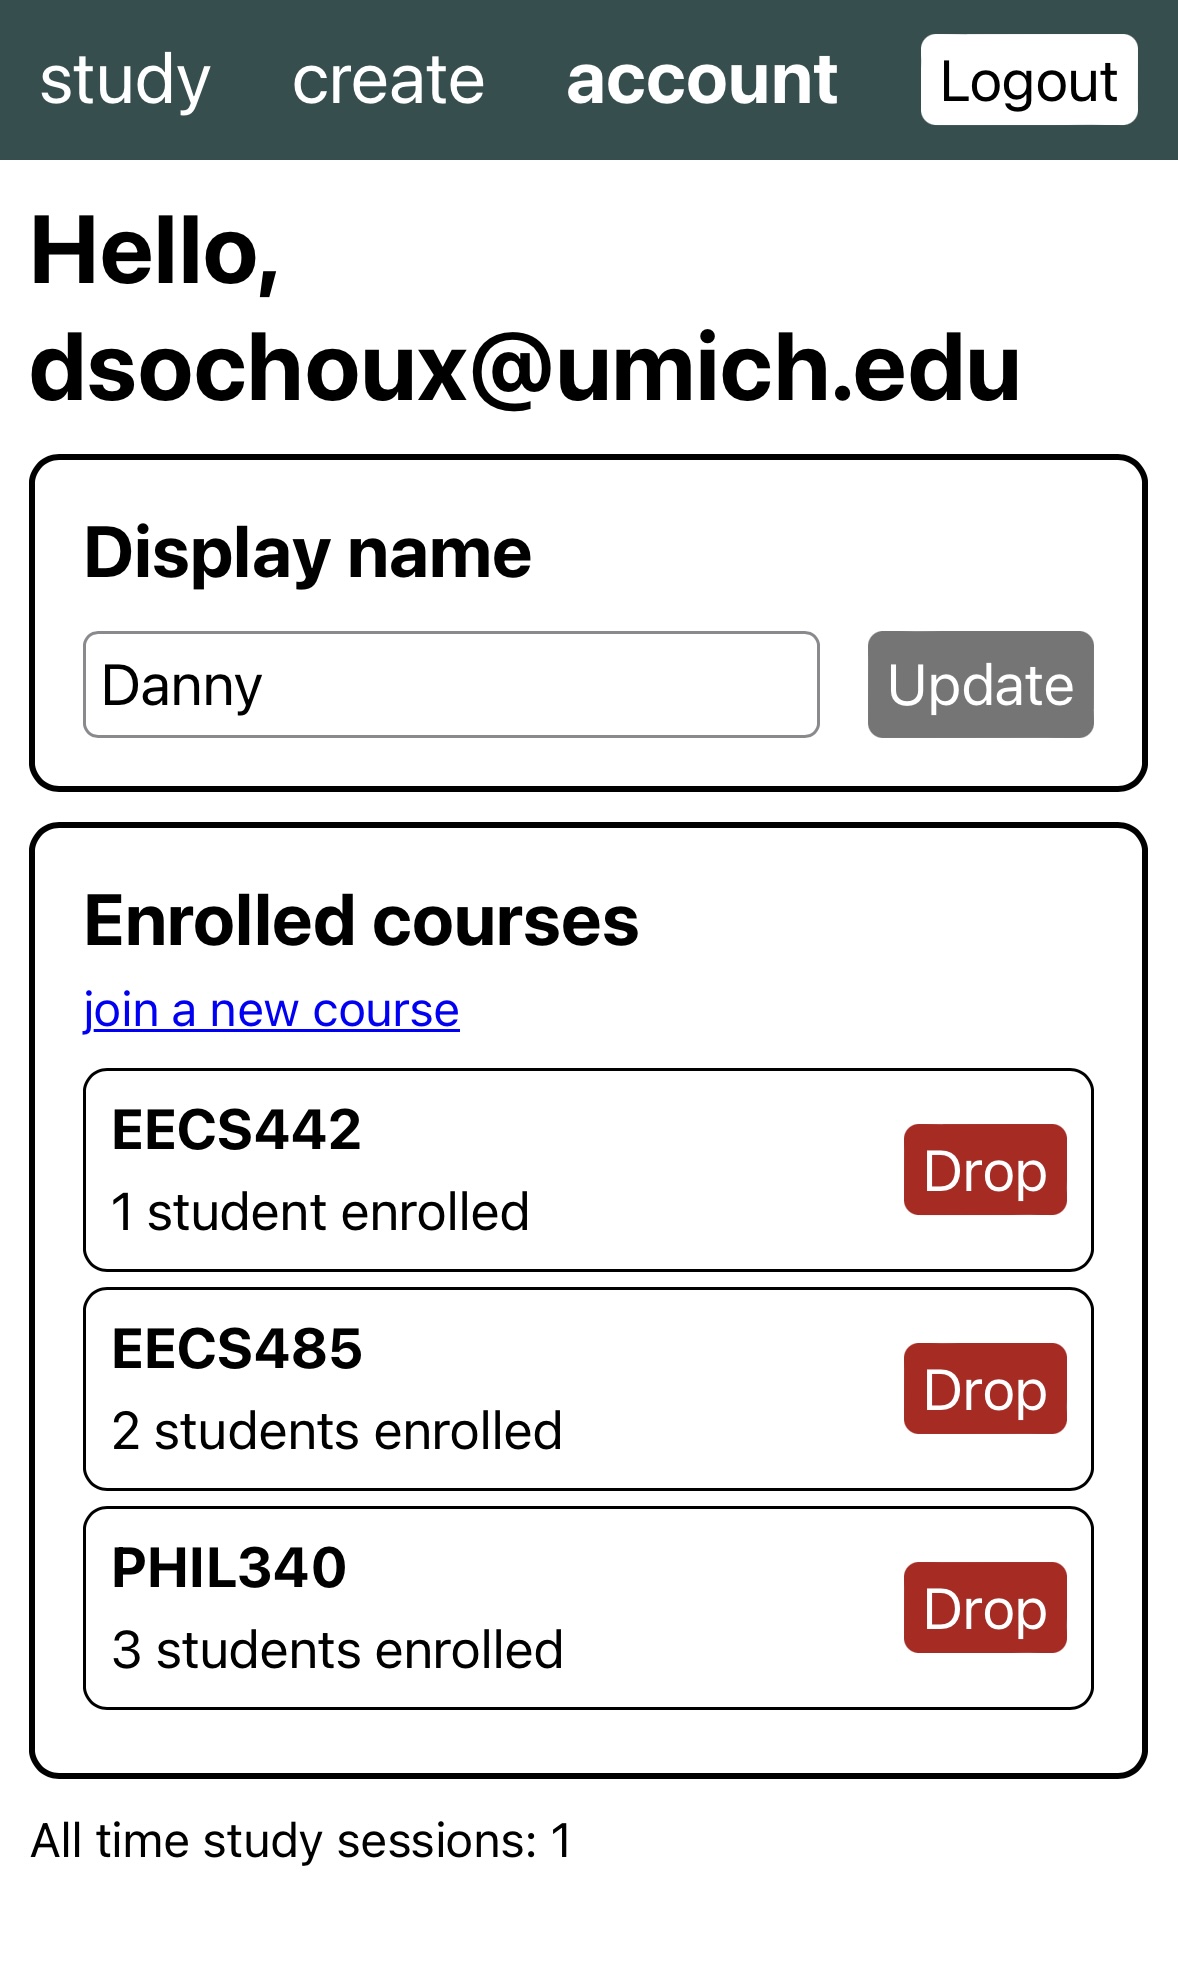 study create account Logout
Hello,
dsochoux@umich.edu
Display name
Danny Update
Enrolled courses
join a new course
EECS442
1 student enrolled
Drop
EECS485
2 students enrolled
Drop
PHIL340
3 students enrolled
Drop
All time study sessions: 1